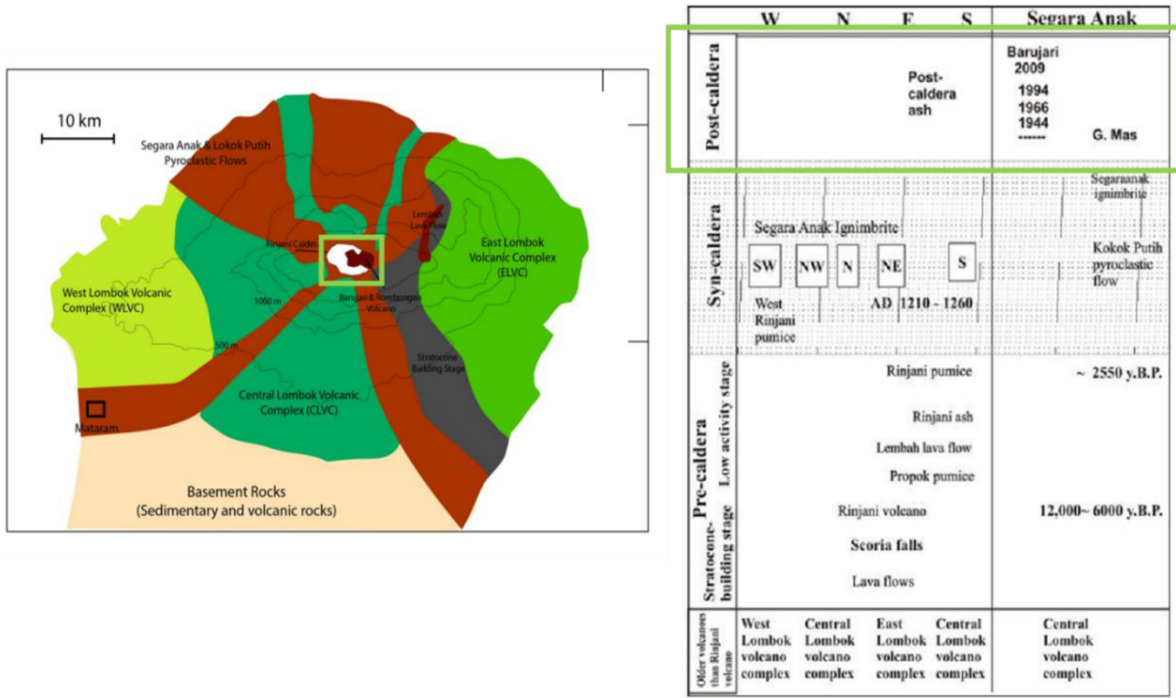 10 km
Segara Anak & Lokok Putih
Pyroclastic Flows
Lembah
Lava Flow
East Lombok
Volcanic Complex
(ELVC)
Rinjani Caldera
West Lombok Volcanic
Complex (WLVC)
1000 m
Barujari & Rombongan
Volcano
500 m
Stratocone
Building Stage
Central Lombok Volcanic
Complex (CLVC)
Mataram
Basement Rocks
(Sedimentary and volcanic rocks)
W N E S Segara Anak
Post-caldera
Post-
caldera
ash
Barujari
2009
1994
1966
1944
------
G. Mas
Syn-caldera
Segara Anak Ignimbrite
SW NW N NE S
West
Rinjani
pumice
AD 1210 - 1260
Segaraanak
ignimbrite
Kokok Putih
pyroclastic
flow
Pre-caldera
Low activity stage
Rinjani pumice ~ 2550 y.B.P.
Rinjani ash
Lembah lava flow
Propok pumice
Stratocone-
building stage
Rinjani volcano 12,000~ 6000 y.B.P.
Scoria falls
Lava flows
Older volcanoes
than Rinjani
volcano
West
Lombok
volcano
complex
Central
Lombok
volcano
complex
East
Lombok
volcano
complex
Central
Lombok
volcano
complex
Central
Lombok
volcano
complex